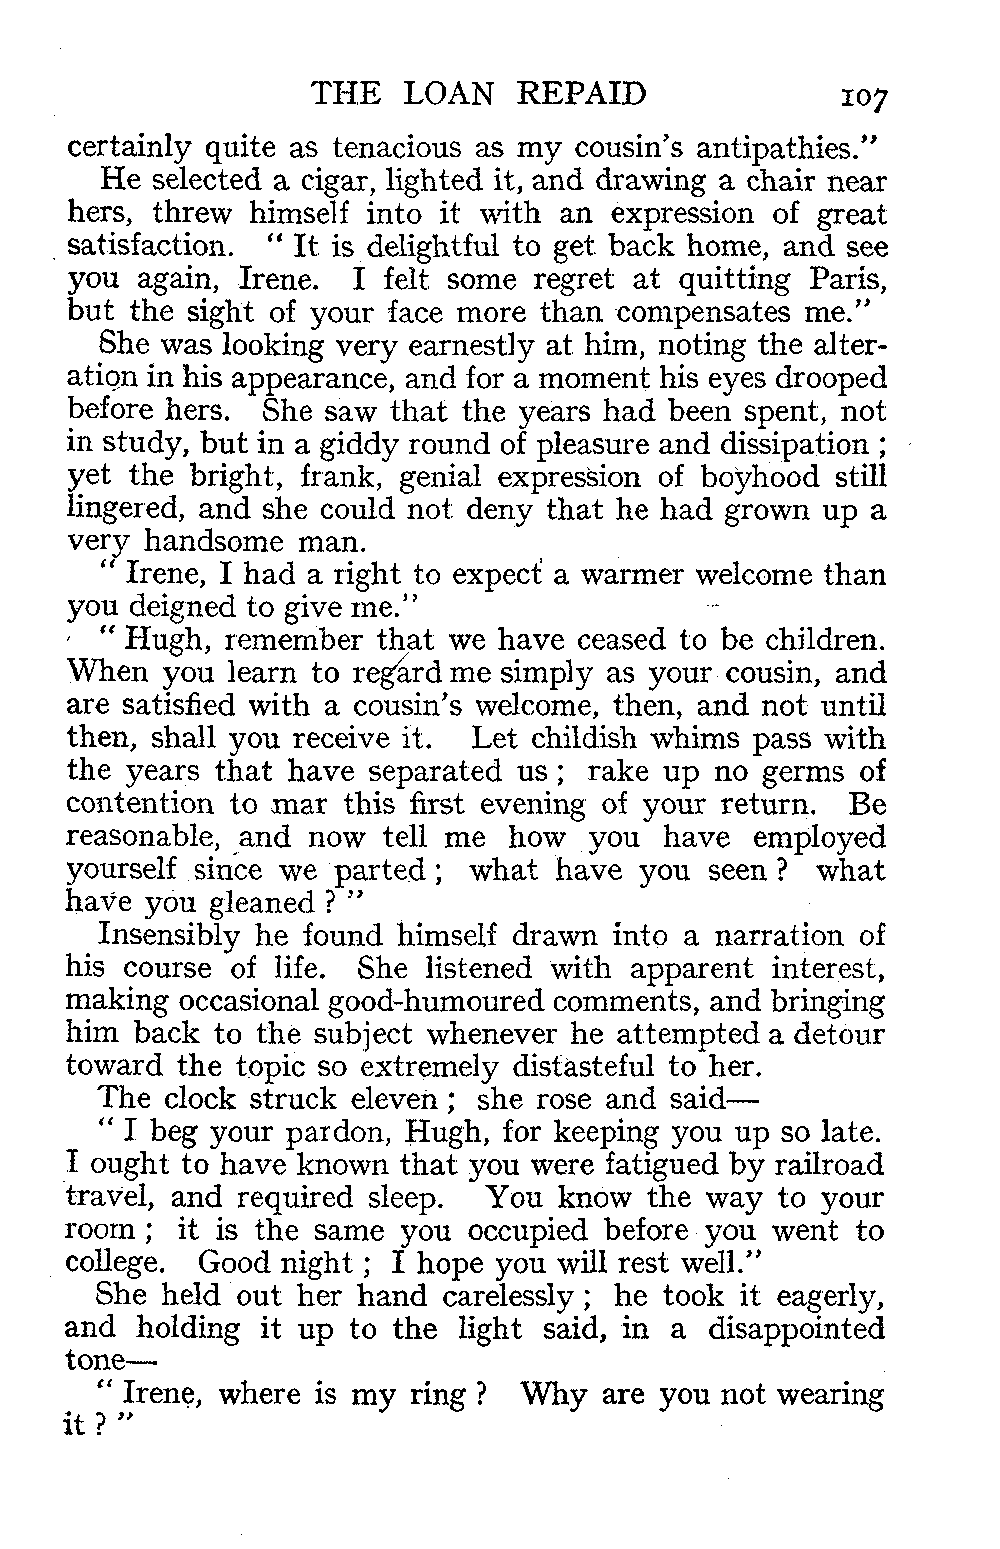 THE LOAN REPAID 107
certainly quite as tenacious as my cousin's antipathies."
He selected a cigar, lighted it, and drawing a chair near
hers, threw himself into it with an expression of great
satisfaction. " It is delightful to get back home, and see
you again, Irene. I felt some regret at quitting Paris,
but the sight of your face more than compensates me."
She was looking very earnestly at him, noting the alter-
ation in his appearance, and for a moment his eyes drooped
before hers. She saw that the years had been spent, not
in study, but in a giddy round of pleasure and dissipation ;
yet the bright, frank, genial expression of boyhood still
lingered, and she could not deny that he had grown up a
very handsome man.
" Irene, I had a right to expect a warmer welcome than
you deigned to give me."
" Hugh, remember that we have ceased to be children.
When you learn to regard me simply as your cousin, and
are satisfied with a cousin's welcome, then, and not until
then, shall you receive it. Let childish whims pass with
the years that have separated us ; rake up no germs of
contention to mar this first evening of your return. Be
reasonable, and now tell me how you have employed
yourself since we parted ; what have you seen ? what
have you gleaned ? "
Insensibly he found himself drawn into a narration of
his course of life. She listened with apparent interest,
making occasional good-humoured comments, and bringing
him back to the subject whenever he attempted a detour
toward the topic so extremely distasteful to her.
The clock struck eleven ; she rose and said—
" I beg your pardon, Hugh, for keeping you up so late.
I ought to have known that you were fatigued by railroad
travel, and required sleep. You know the way to your
room ; it is the same you occupied before you went to
college. Good night ; I hope you will rest well."
She held out her hand carelessly ; he took it eagerly,
and holding it up to the light said, in a disappointed
tone—
" Irene, where is my ring ? Why are you not wearing
it ? "